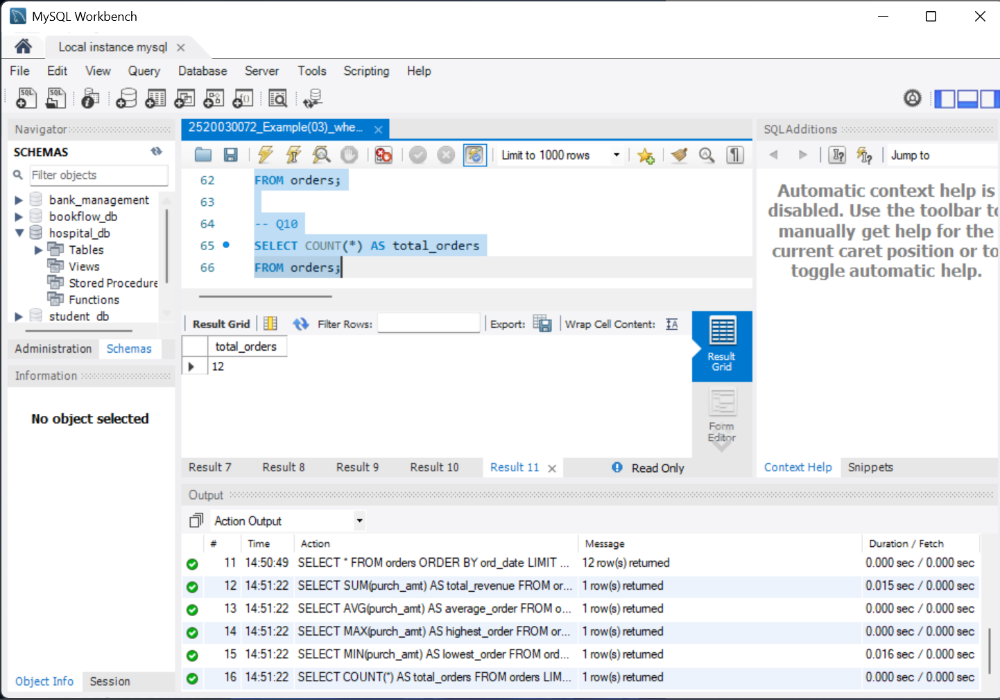 MySQL Workbench
Local instance mysql
File Edit View Query Database Server Tools Scripting Help
Navigator
SCHEMAS
Filter objects
bank_management
bookflow_db
hospital_db
Tables
Views
Stored Procedure
Functions
student_db
Administration Schemas
Information
No object selected
Object Info Session
2520030072_Example(03)_whe...
Limit to 1000 rows
62 FROM orders;
63
64 -- Q10
65 SELECT COUNT(*) AS total_orders
66 FROM orders;
Result Grid Filter Rows: Export: Wrap Cell Content:
total_orders
12
Result
Grid
Form
Editor
Result 7 Result 8 Result 9 Result 10 Result 11 Read Only
SQLAdditions
Jump to
Automatic context help is
disabled. Use the toolbar to
manually get help for the
current caret position or to
toggle automatic help.
Context Help Snippets
Output
Action Output
# Time Action Message Duration / Fetch
11 14:50:49 SELECT * FROM orders ORDER BY ord_date LIMIT ... 12 row(s) returned 0.000 sec / 0.000 sec
12 14:51:22 SELECT SUM(purch_amt) AS total_revenue FROM or... 1 row(s) returned 0.015 sec / 0.000 sec
13 14:51:22 SELECT AVG(purch_amt) AS average_order FROM o... 1 row(s) returned 0.000 sec / 0.000 sec
14 14:51:22 SELECT MAX(purch_amt) AS highest_order FROM or... 1 row(s) returned 0.000 sec / 0.000 sec
15 14:51:22 SELECT MIN(purch_amt) AS lowest_order FROM ord... 1 row(s) returned 0.016 sec / 0.000 sec
16 14:51:22 SELECT COUNT(*) AS total_orders FROM orders LIM... 1 row(s) returned 0.000 sec / 0.000 sec